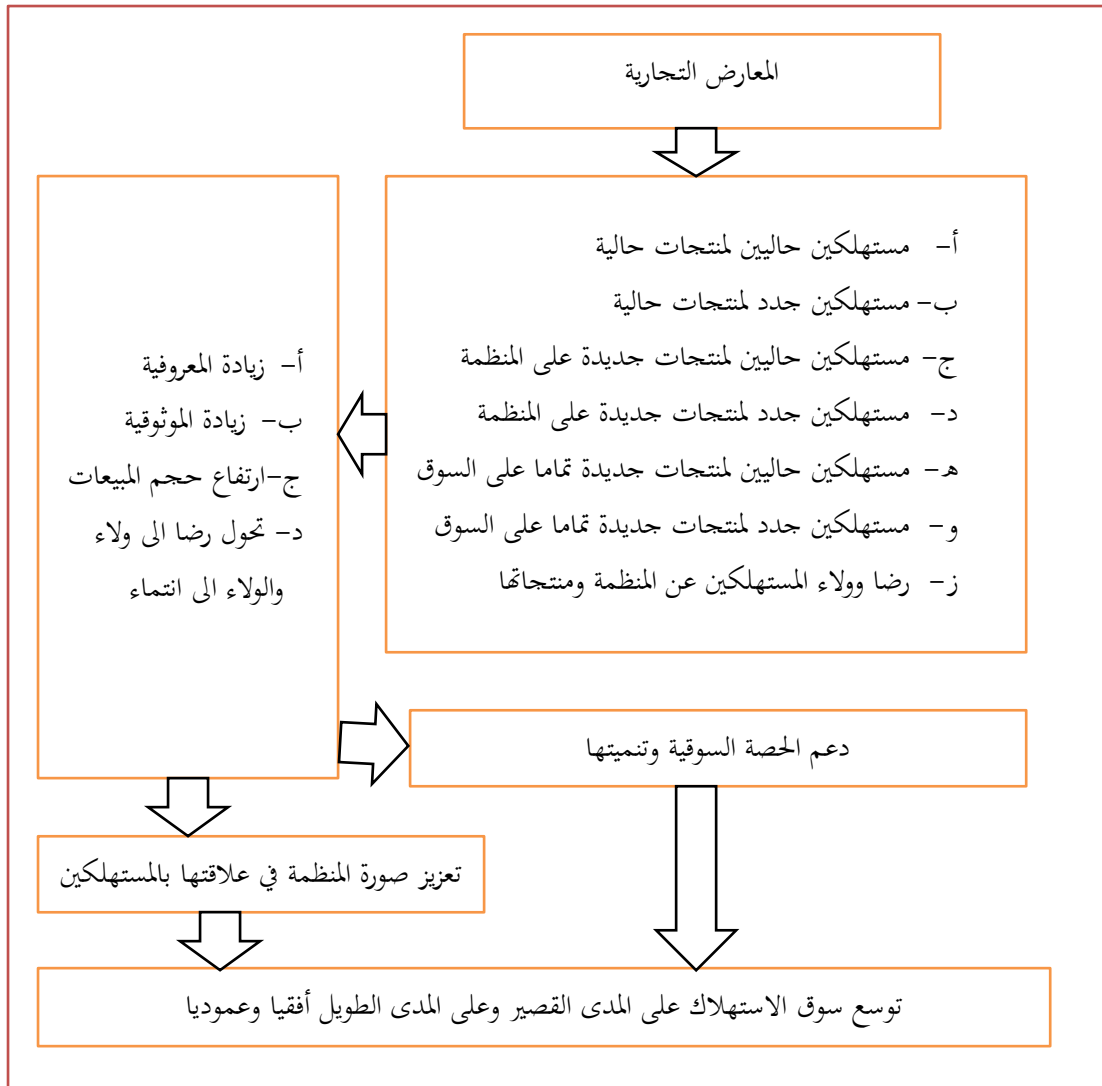 المعارض التجارية
أ- مستهلكين حاليين لمنتجات حالية
ب- مستهلكين جدد لمنتجات حالية
ج- مستهلكين حاليين لمنتجات جديدة على المنظمة
د- مستهلكين جدد لمنتجات جديدة على المنظمة
هـ- مستهلكين حاليين لمنتجات جديدة تماما على السوق
و- مستهلكين جدد لمنتجات جديدة تماما على السوق
ز- رضا وولاء المستهلكين عن المنظمة ومنتجاتها
أ- زيادة المعروفية
ب- زيادة الموثوقية
ج-ارتفاع حجم المبيعات
د- تحول رضا الى ولاء
والولاء الى انتماء
دعم الحصة السوقية وتنميتها
تعزيز صورة المنظمة في علاقتها بالمستهلكين
توسع سوق الاستهلاك على المدى القصير وعلى المدى الطويل أفقيا وعموديا